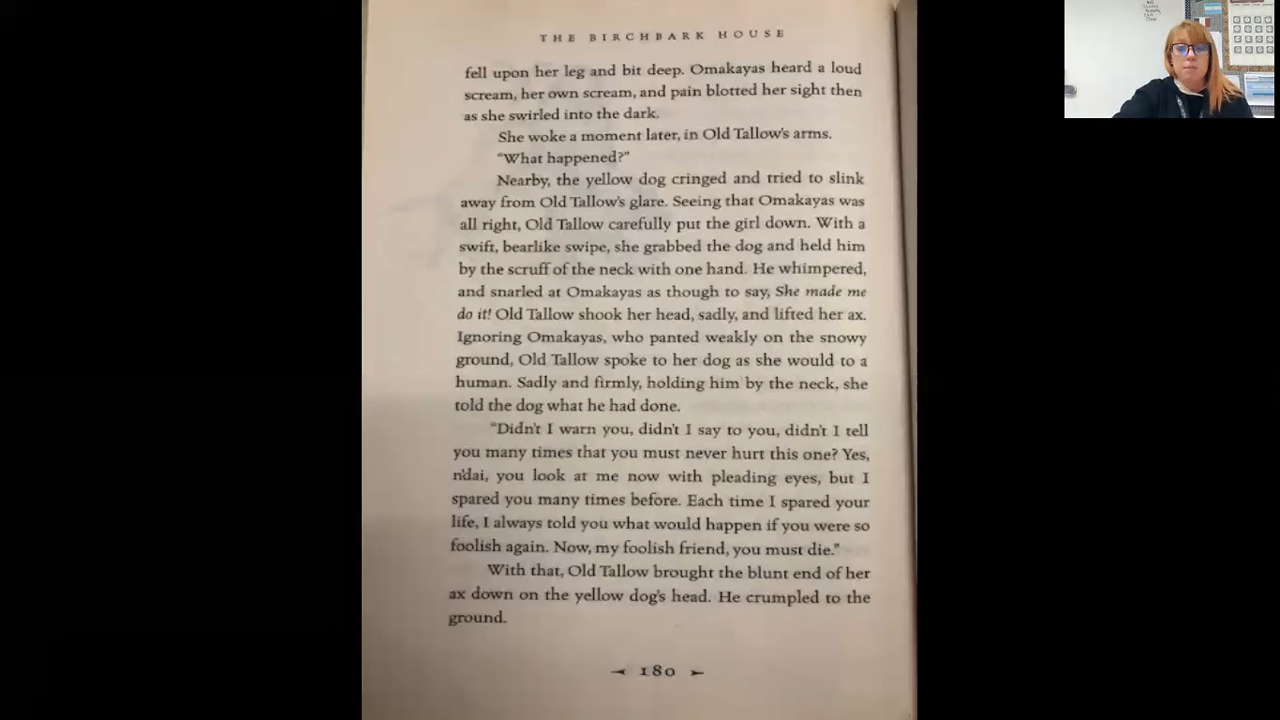 THE BIRCHBARK HOUSE
fell upon her leg and bit deep. Omakayas heard a loud
scream, her own scream, and pain blotted her sight then
as she swirled into the dark.
She woke a moment later, in Old Tallow's arms.
"What happened?"
Nearby, the yellow dog cringed and tried to slink
away from Old Tallow's glare. Seeing that Omakayas was
all right, Old Tallow carefully put the girl down. With a
swift, bearlike swipe, she grabbed the dog and held him
by the scruff of the neck with one hand. He whimpered,
and snarled at Omakayas as though to say, She made me
do it! Old Tallow shook her head, sadly, and lifted her ax.
Ignoring Omakayas, who panted weakly on the snowy
ground, Old Tallow spoke to her dog as she would to a
human. Sadly and firmly, holding him by the neck, she
told the dog what he had done.
"Didn't I warn you, didn't I say to you, didn't I tell
you many times that you must never hurt this one? Yes,
n'dai, you look at me now with pleading eyes, but I
spared you many times before. Each time I spared your
life, I always told you what would happen if you were so
foolish again. Now, my foolish friend, you must die."
With that, Old Tallow brought the blunt end of her
ax down on the yellow dog's head. He crumpled to the
ground.
180